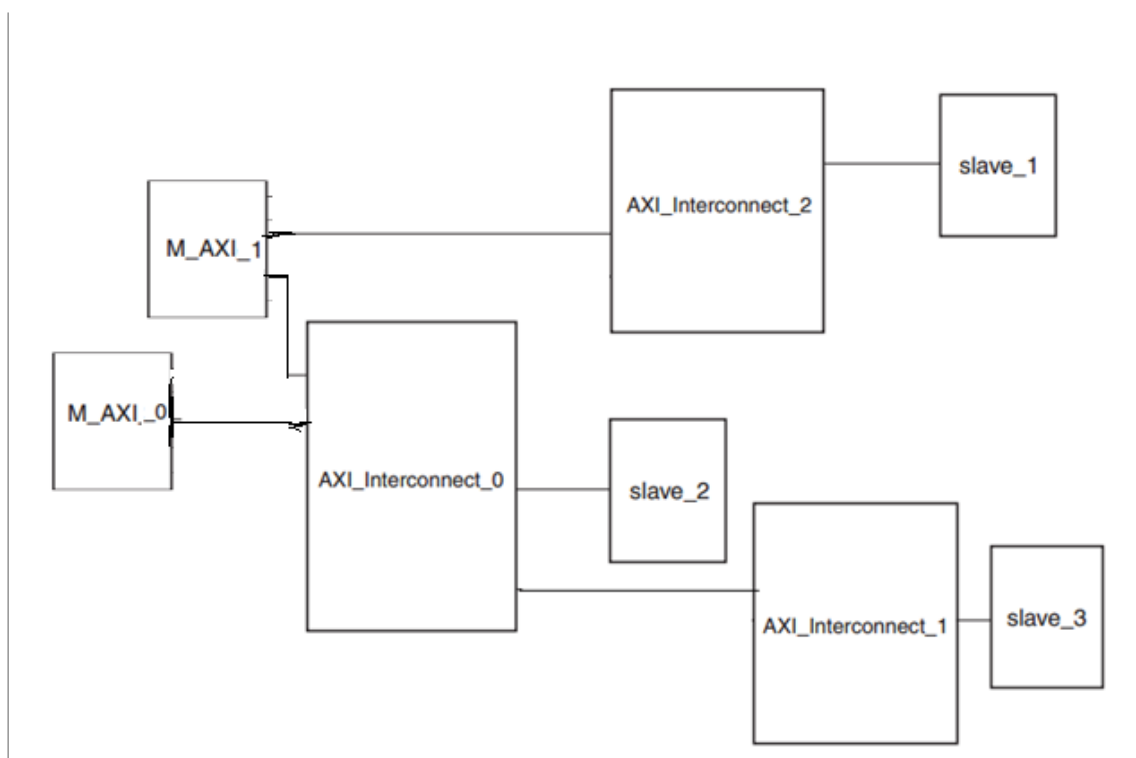 AXI_Interconnect_2
slave_1
M_AXI_1
M_AXI_0
AXI_Interconnect_0
slave_2
AXI_Interconnect_1
slave_3